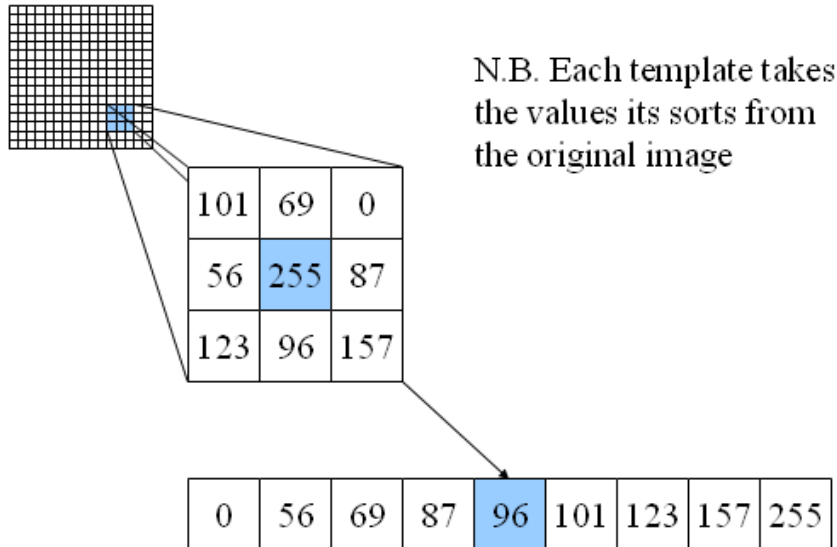 N.B. Each template takes
the values its sorts from
the original image
101 69 0
56 255 87
123 96 157
0 56 69 87 96 101 123 157 255